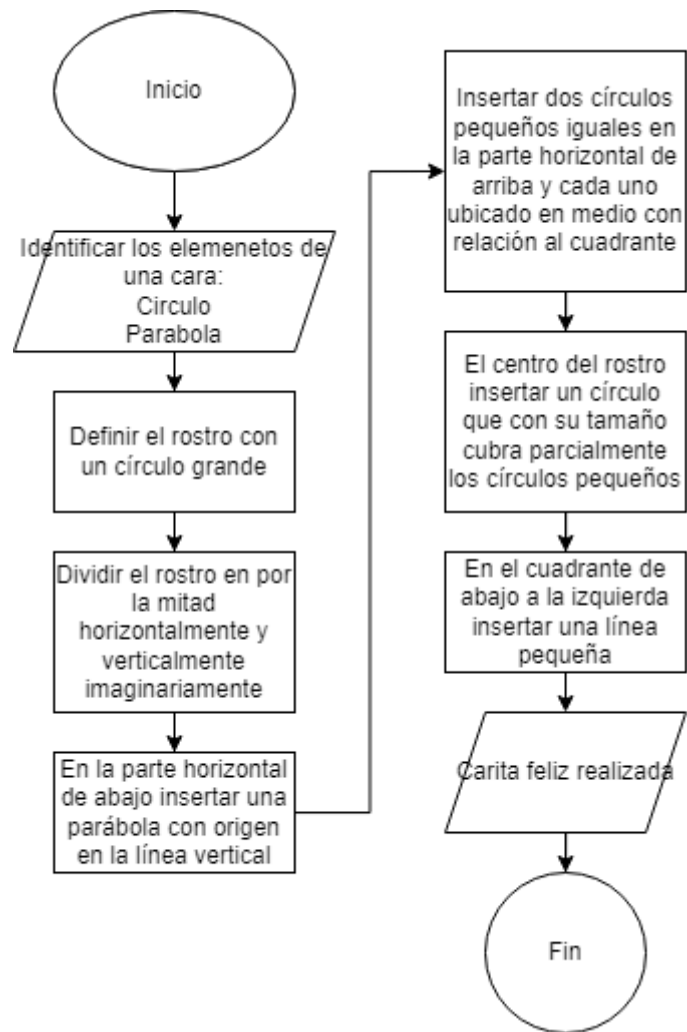 Inicio
Identificar los elemenetos de
una cara:
Circulo
Parabola
Definir el rostro con
un círculo grande
Dividir el rostro en por
la mitad
horizontalmente y
verticalmente
imaginariamente
En la parte horizontal
de abajo insertar una
parábola con origen
en la línea vertical
Insertar dos círculos
pequeños iguales en
la parte horizontal de
arriba y cada uno
ubicado en medio con
relación al cuadrante
El centro del rostro
insertar un círculo
que con su tamaño
cubra parcialmente
los círculos pequeños
En el cuadrante de
abajo a la izquierda
insertar una línea
pequeña
Carita feliz realizada
Fin